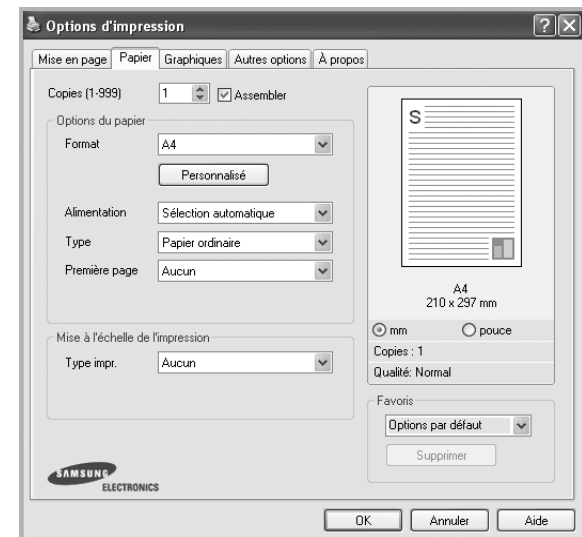 Options d'impression
Mise en page Papier Graphiques Autres options À propos
Copies (1-999) 1 Assembler
Options du papier
Format A4
Personnalisé
Alimentation Sélection automatique
Type Papier ordinaire
Première page Aucun
Mise à l'échelle de l'impression
Type impr. Aucun
SAMSUNG
ELECTRONICS
S
A4
210 x 297 mm
mm pouce
Copies : 1
Qualité: Normal
Favoris
Options par défaut
Supprimer
OK Annuler Aide